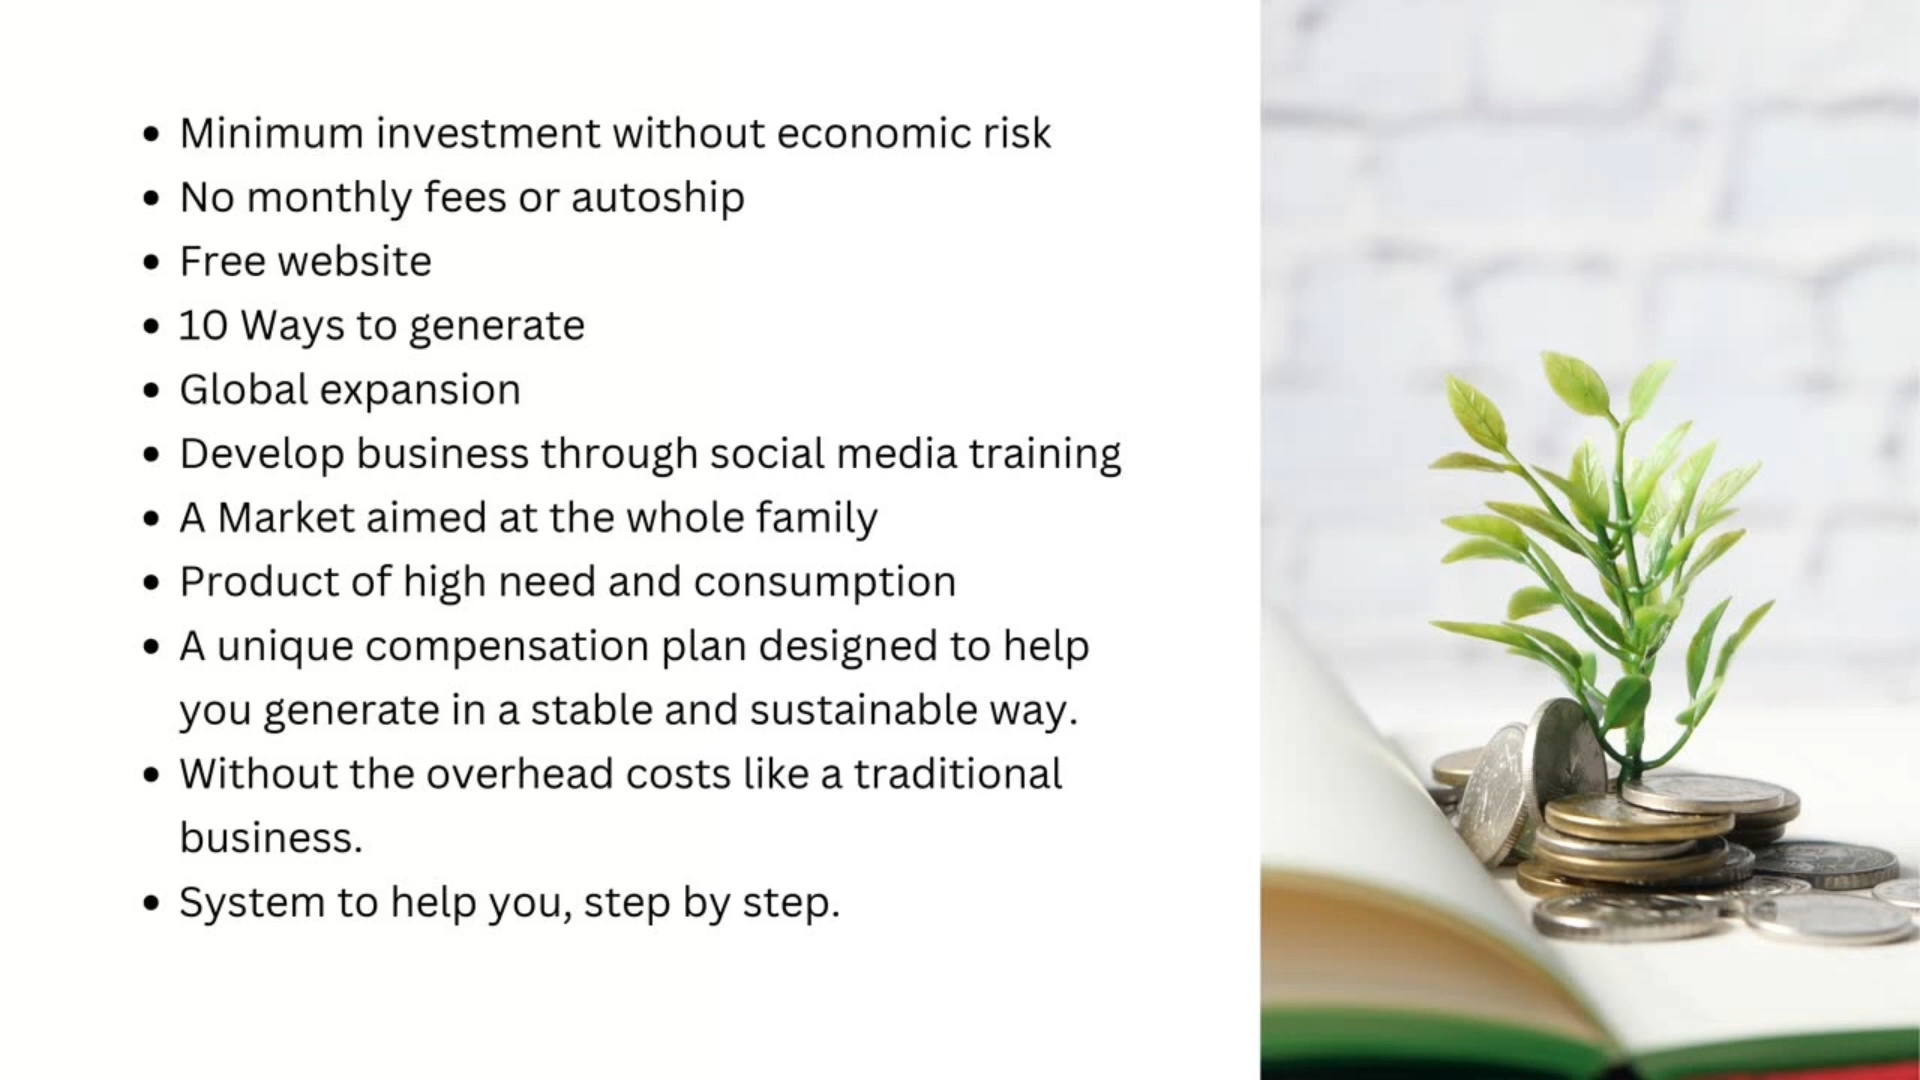 • Minimum investment without economic risk
• No monthly fees or autoship
• Free website
• 10 Ways to generate
• Global expansion
• Develop business through social media training
• A Market aimed at the whole family
• Product of high need and consumption
• A unique compensation plan designed to help
you generate in a stable and sustainable way.
• Without the overhead costs like a traditional
business.
• System to help you, step by step.